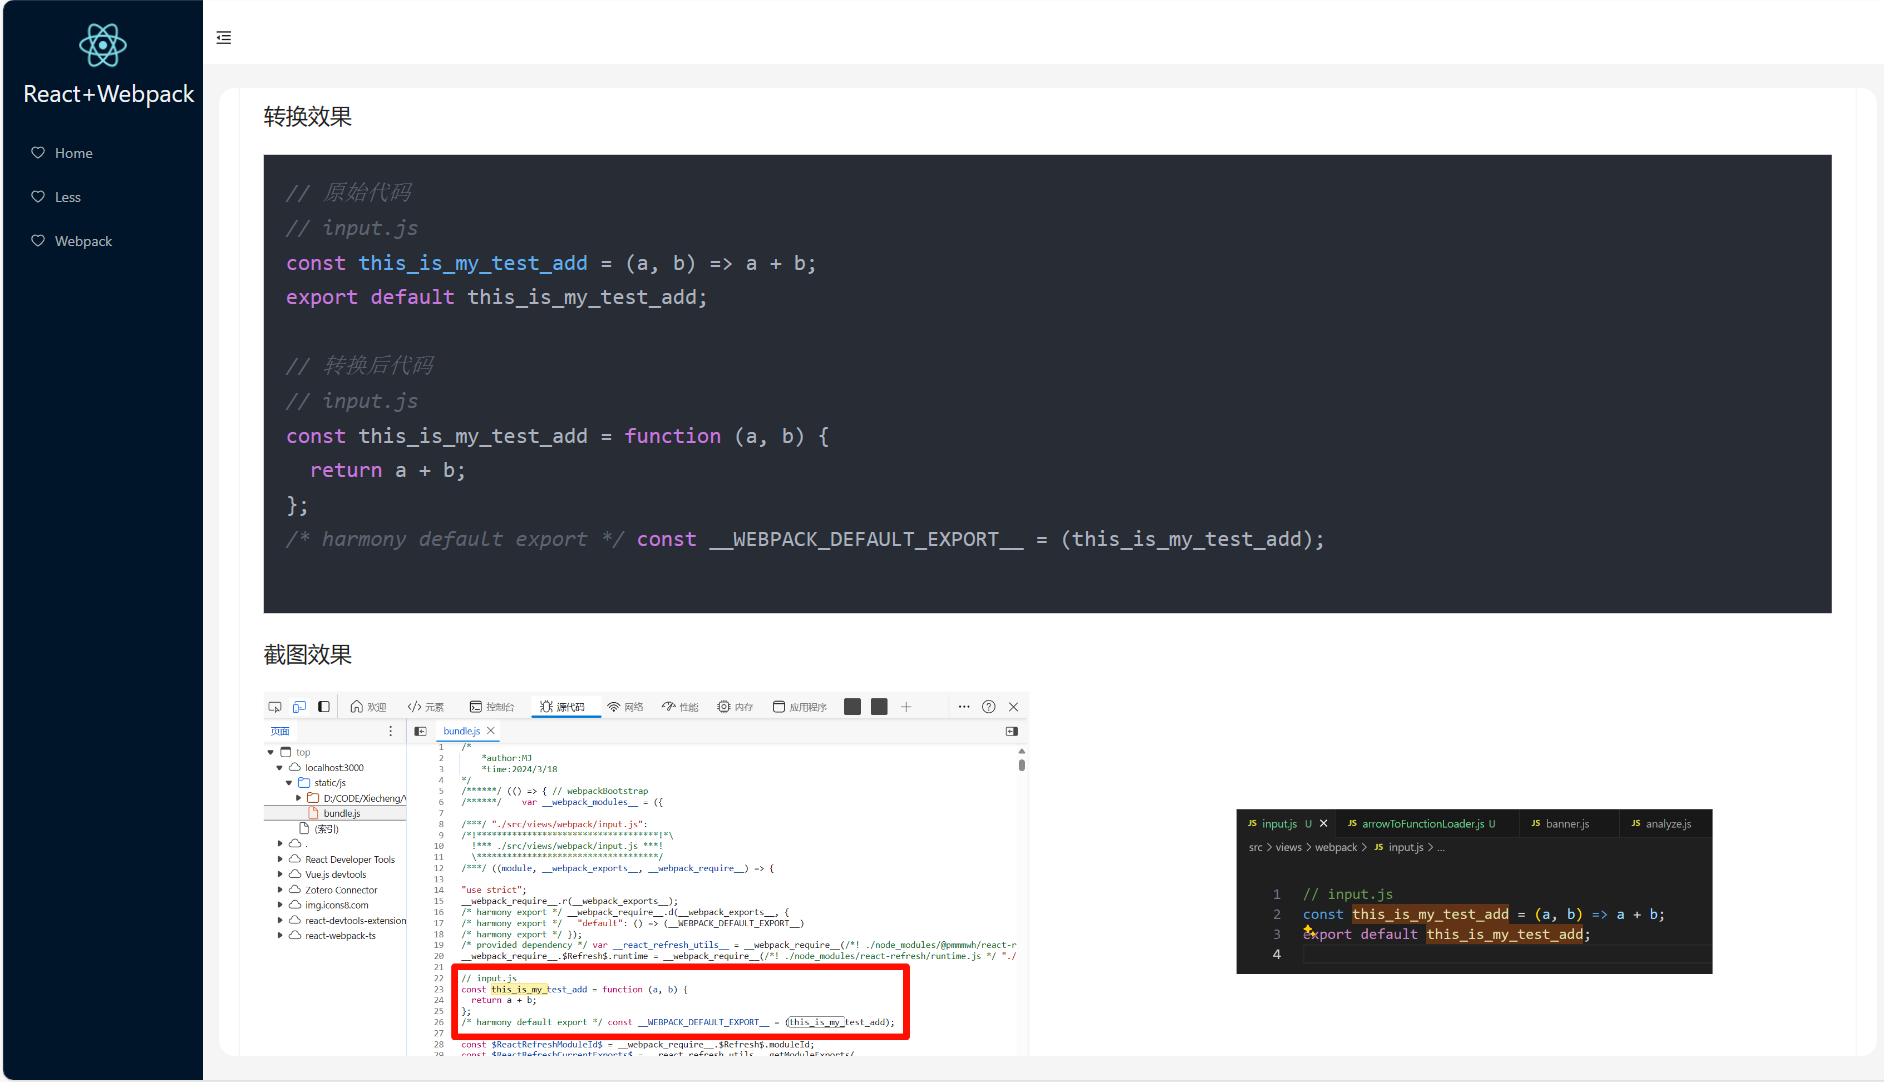 React+Webpack
Home
Less
Webpack
转换效果
// 原始代码
// input.js
const this_is_my_test_add = (a, b) => a + b;
export default this_is_my_test_add;
// 转换后代码
// input.js
const this_is_my_test_add = function (a, b) {
return a + b;
};
/* harmony default export */ const __WEBPACK_DEFAULT_EXPORT__ = (this_is_my_test_add);
截图效果
欢迎 </> 元素 控制台 源代码 网络 性能 内存 应用程序
页面
top
localhost:3000
static/js
D:/CODE/Xiecheng/
bundle.js
(索引)
.
React Developer Tools
Vue.js devtools
Zotero Connector
img.icons8.com
react-devtools-extension
react-webpack-ts
bundle.js
1 /*
2 *author:MJ
3 *time:2024/3/18
4 */
5 /******/ (() => { // webpackBootstrap
6 /******/ var __webpack_modules__ = ({
7
8 /***/ "./src/views/webpack/input.js":
9 /*!************************************!*\
10 !*** ./src/views/webpack/input.js ***!
11 \************************************/
12 /***/ ((module, __webpack_exports__, __webpack_require__) => {
13
14 "use strict";
15 __webpack_require__.r(__webpack_exports__);
16 /* harmony export */ __webpack_require__.d(__webpack_exports__, {
17 /* harmony export */ "default": () => (__WEBPACK_DEFAULT_EXPORT__)
18 /* harmony export */ });
19 /* provided dependency */ var __react_refresh_utils__ = __webpack_require__(/*! ./node_modules/@pmmmwh/react-r
20 __webpack_require__.$Refresh$.runtime = __webpack_require__(/*! ./node_modules/react-refresh/runtime.js */ "./
21
22 // input.js
23 const this_is_my_test_add = function (a, b) {
24 return a + b;
25 };
26 /* harmony default export */ const __WEBPACK_DEFAULT_EXPORT__ = (this_is_my_test_add);
27
28 const $ReactRefreshModuleId$ = __webpack_require__.$Refresh$.moduleId;
29 const $ReactRefreshCurrentExports$ = __react_refresh_utils__.getModuleExports(
JS input.js U JS arrowToFunctionLoader.js U JS banner.js JS analyze.js
src > views > webpack > JS input.js > ...
1 // input.js
2 const this_is_my_test_add = (a, b) => a + b;
3 export default this_is_my_test_add;
4